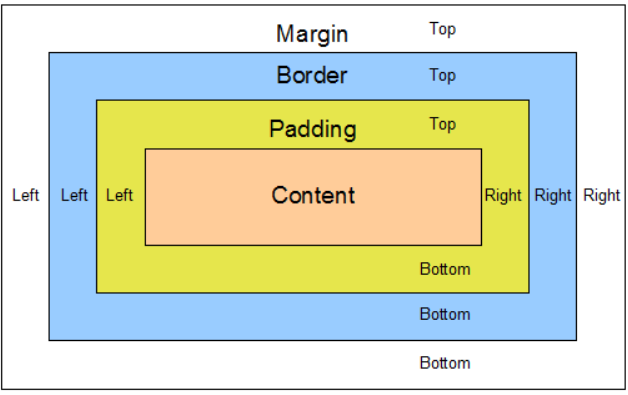 Margin Top
Border Top
Padding Top
Left Left Left Content Right Right Right
Bottom
Bottom
Bottom